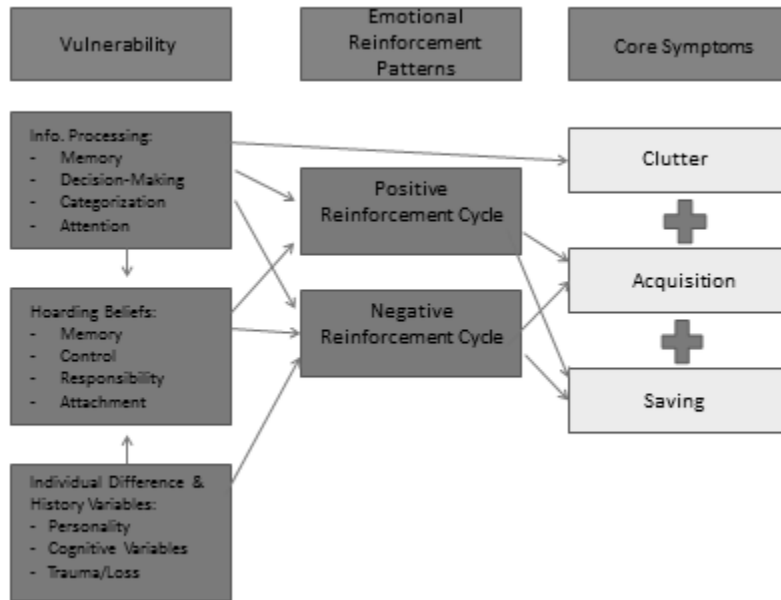 Vulnerability
Emotional
Reinforcement
Patterns
Core Symptoms
Info. Processing:
- Memory
- Decision-Making
- Categorization
- Attention
Hoarding Beliefs:
- Memory
- Control
- Responsibility
- Attachment
Individual Difference &
History Variables:
- Personality
- Cognitive Variables
- Trauma/Loss
Positive
Reinforcement Cycle
Negative
Reinforcement Cycle
Clutter
Acquisition
Saving